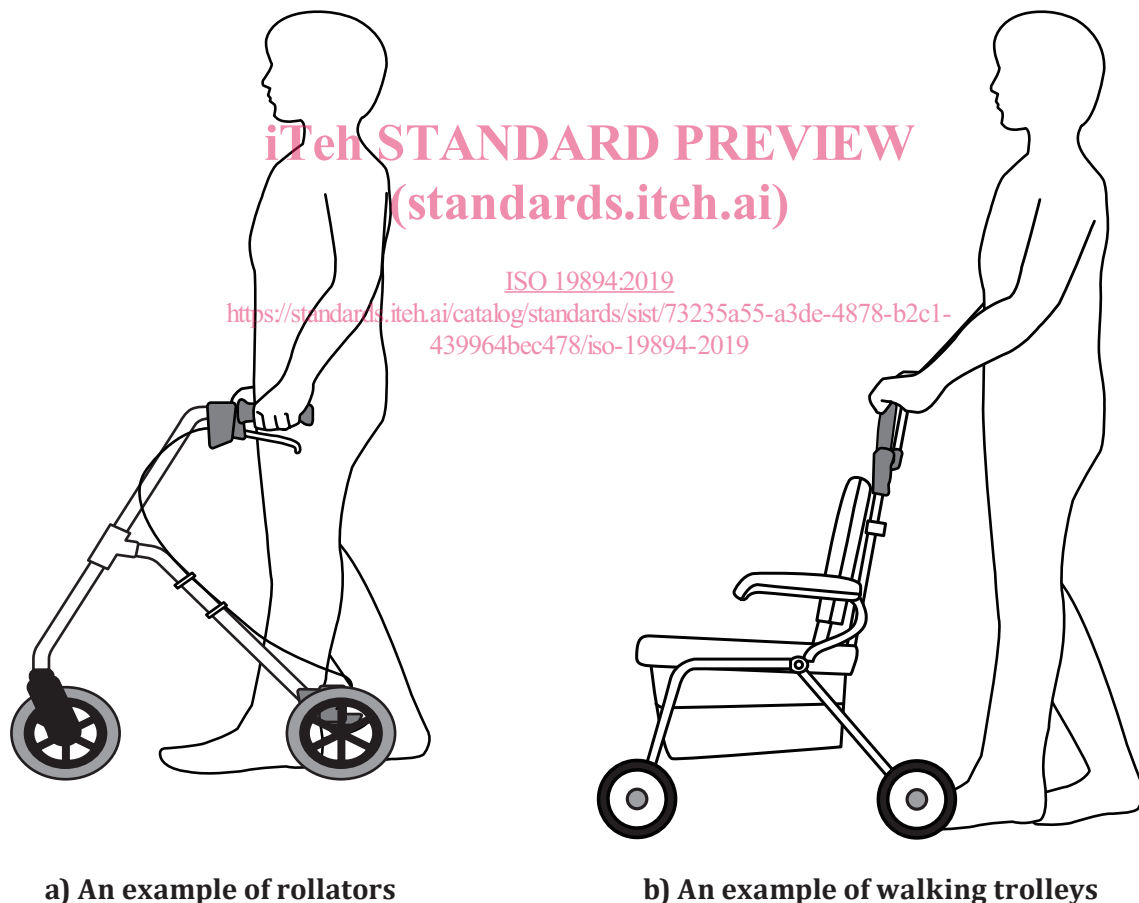 iTeh STANDARD PREVIEW
(standards.iteh.ai)
ISO 19894:2019
https://standards.iteh.ai/catalog/standards/sist/73235a55-a3de-4878-b2c1-
439964bec478/iso-19894-2019
a) An example of rollators
b) An example of walking trolleys